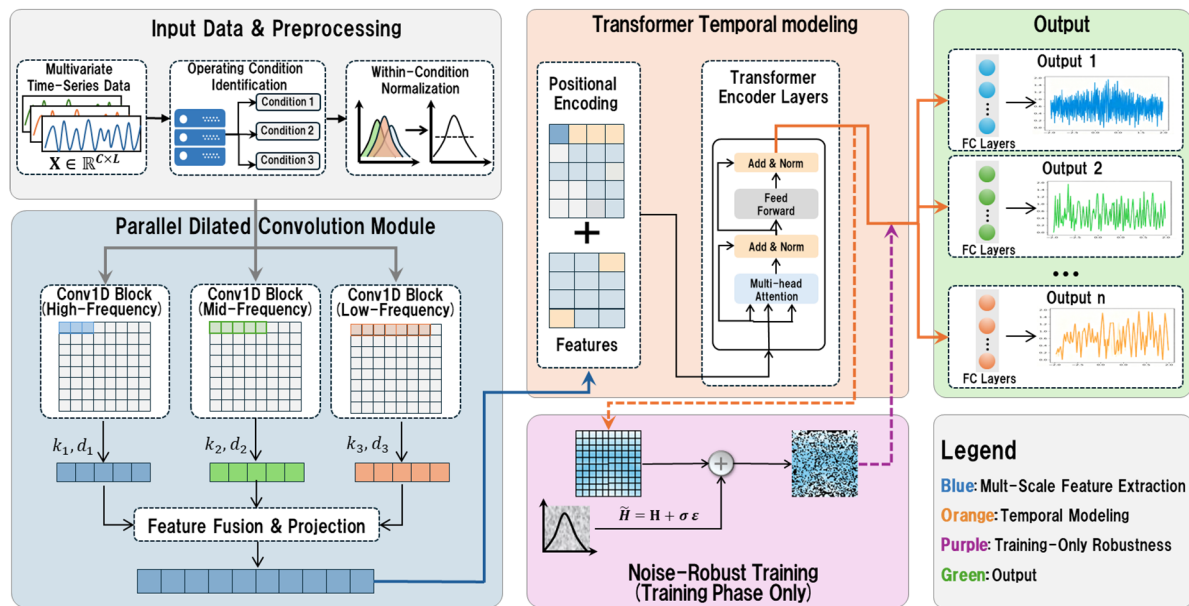 Input Data & Preprocessing
Multivariate
Time-Series Data
X ∈ ℝ^{C×L}
Operating Condition
Identification
Condition 1
Condition 2
Condition 3
Within-Condition
Normalization
Parallel Dilated Convolution Module
Conv1D Block
(High-Frequency)
Conv1D Block
(Mid-Frequency)
Conv1D Block
(Low-Frequency)
k₁, d₁
k₂, d₂
k₃, d₃
Feature Fusion & Projection
Transformer Temporal modeling
Positional
Encoding
+
Features
Transformer
Encoder Layers
Add & Norm
Feed
Forward
Add & Norm
Multi-head
Attention
H̃ = H + σ ε
Noise-Robust Training
(Training Phase Only)
Output
Output 1
FC Layers
Output 2
FC Layers
...
Output n
FC Layers
Legend
Blue: Mult-Scale Feature Extraction
Orange: Temporal Modeling
Purple: Training-Only Robustness
Green: Output